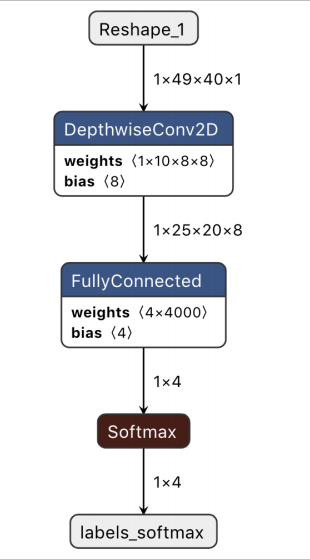 Reshape_1
1×49×40×1
DepthwiseConv2D
weights ⟨1×10×8×8⟩
bias ⟨8⟩
1×25×20×8
FullyConnected
weights ⟨4×4000⟩
bias ⟨4⟩
1×4
Softmax
1×4
labels_softmax